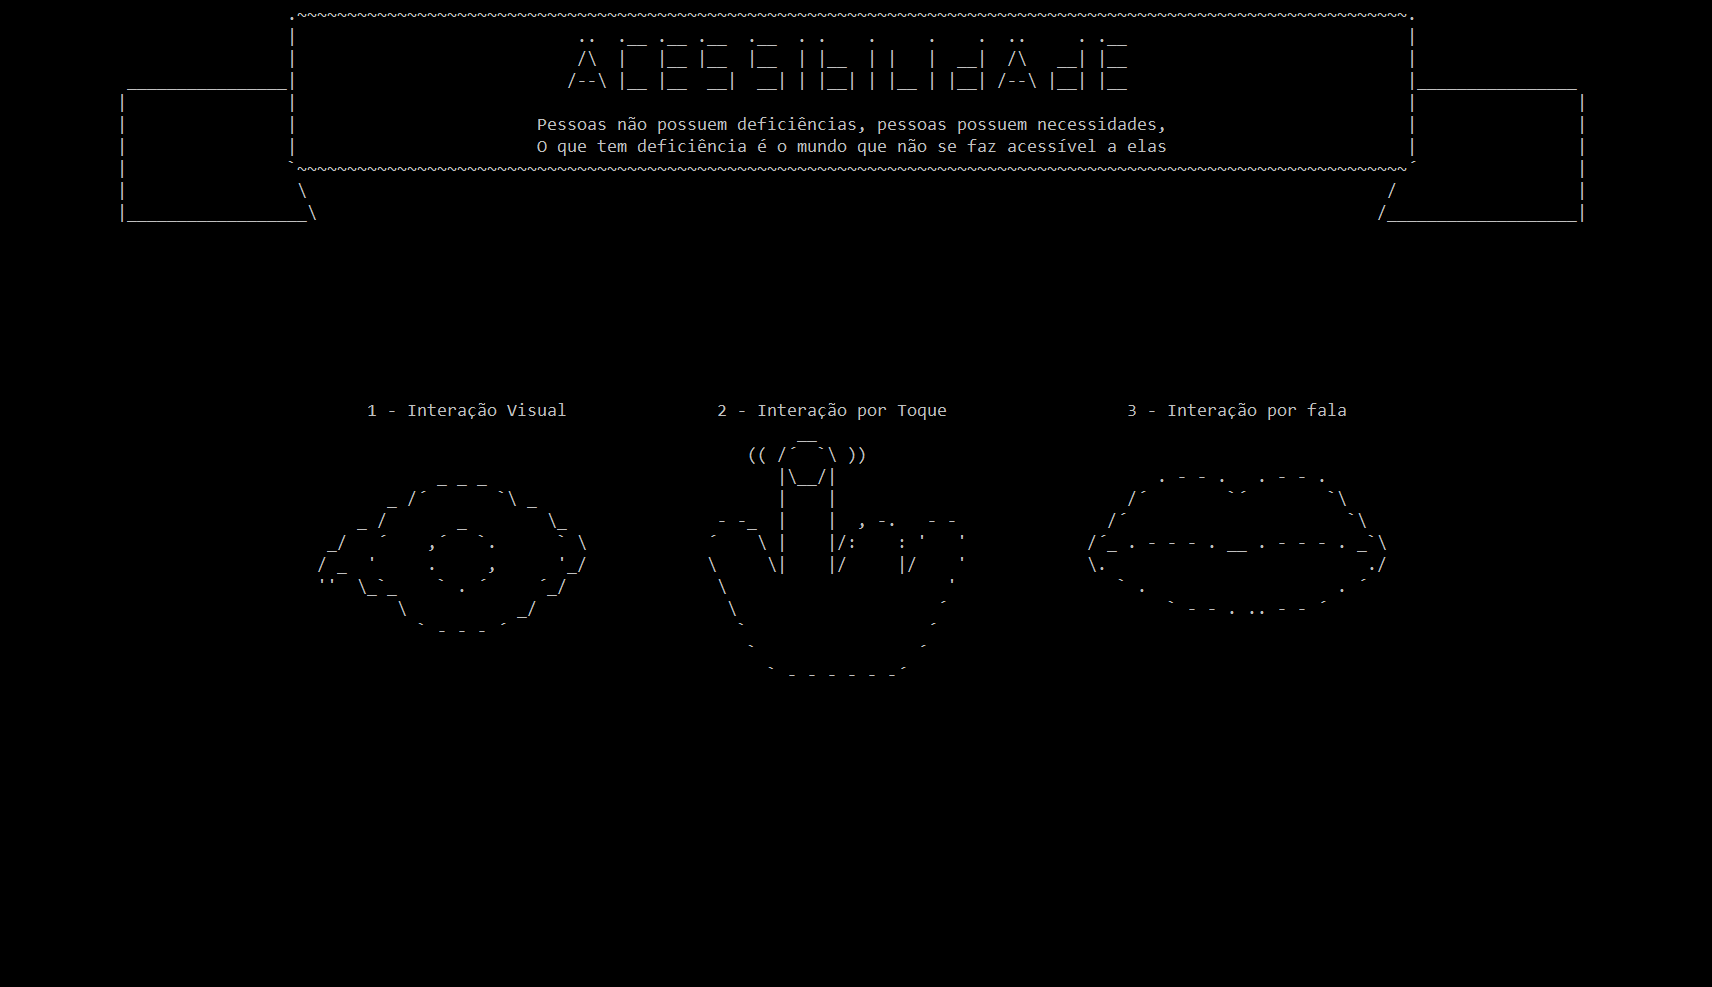 ACESSIbILIdAdE
Pessoas não possuem deficiências, pessoas possuem necessidades,
O que tem deficiência é o mundo que não se faz acessível a elas
1 - Interação Visual
2 - Interação por Toque
3 - Interação por fala